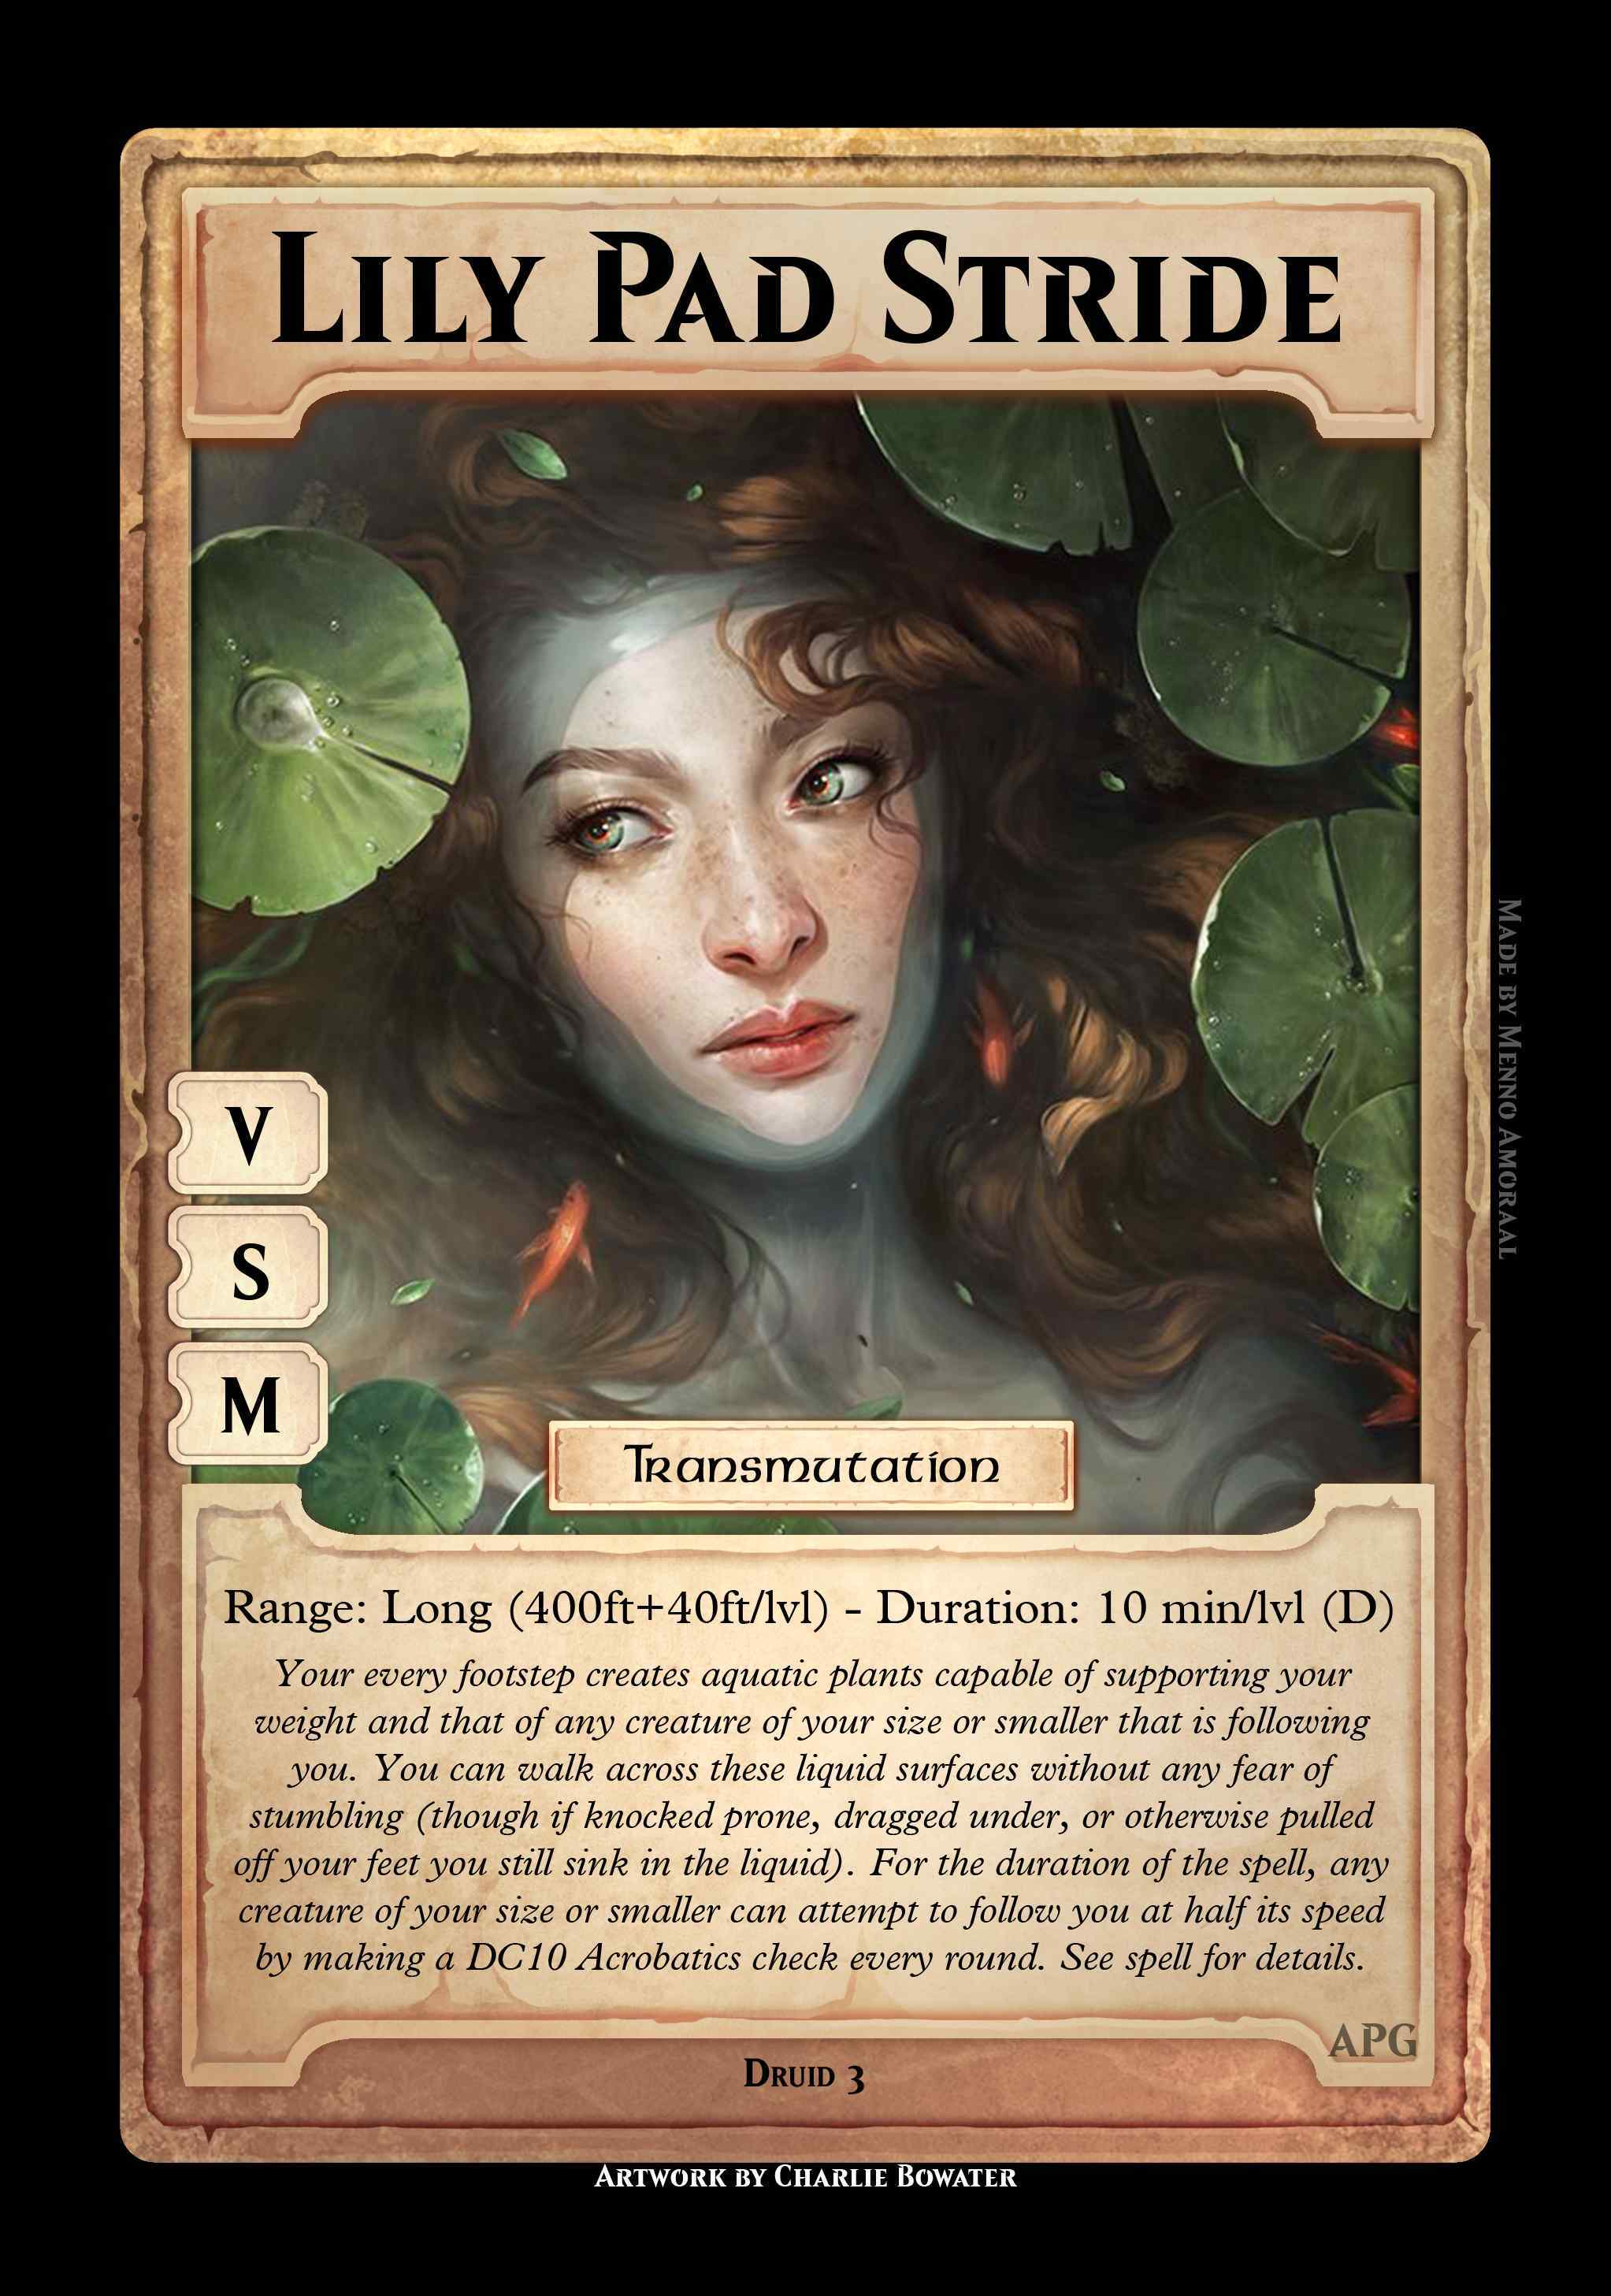 Lily Pad Stride
V
S
M
Transmutation
Range: Long (400ft+40ft/lvl) - Duration: 10 min/lvl (D)
Your every footstep creates aquatic plants capable of supporting your
weight and that of any creature of your size or smaller that is following
you. You can walk across these liquid surfaces without any fear of
stumbling (though if knocked prone, dragged under, or otherwise pulled
off your feet you still sink in the liquid). For the duration of the spell, any
creature of your size or smaller can attempt to follow you at half its speed
by making a DC10 Acrobatics check every round. See spell for details.
APG
Druid 3
Artwork by Charlie Bowater
Made by Menno Amoraal